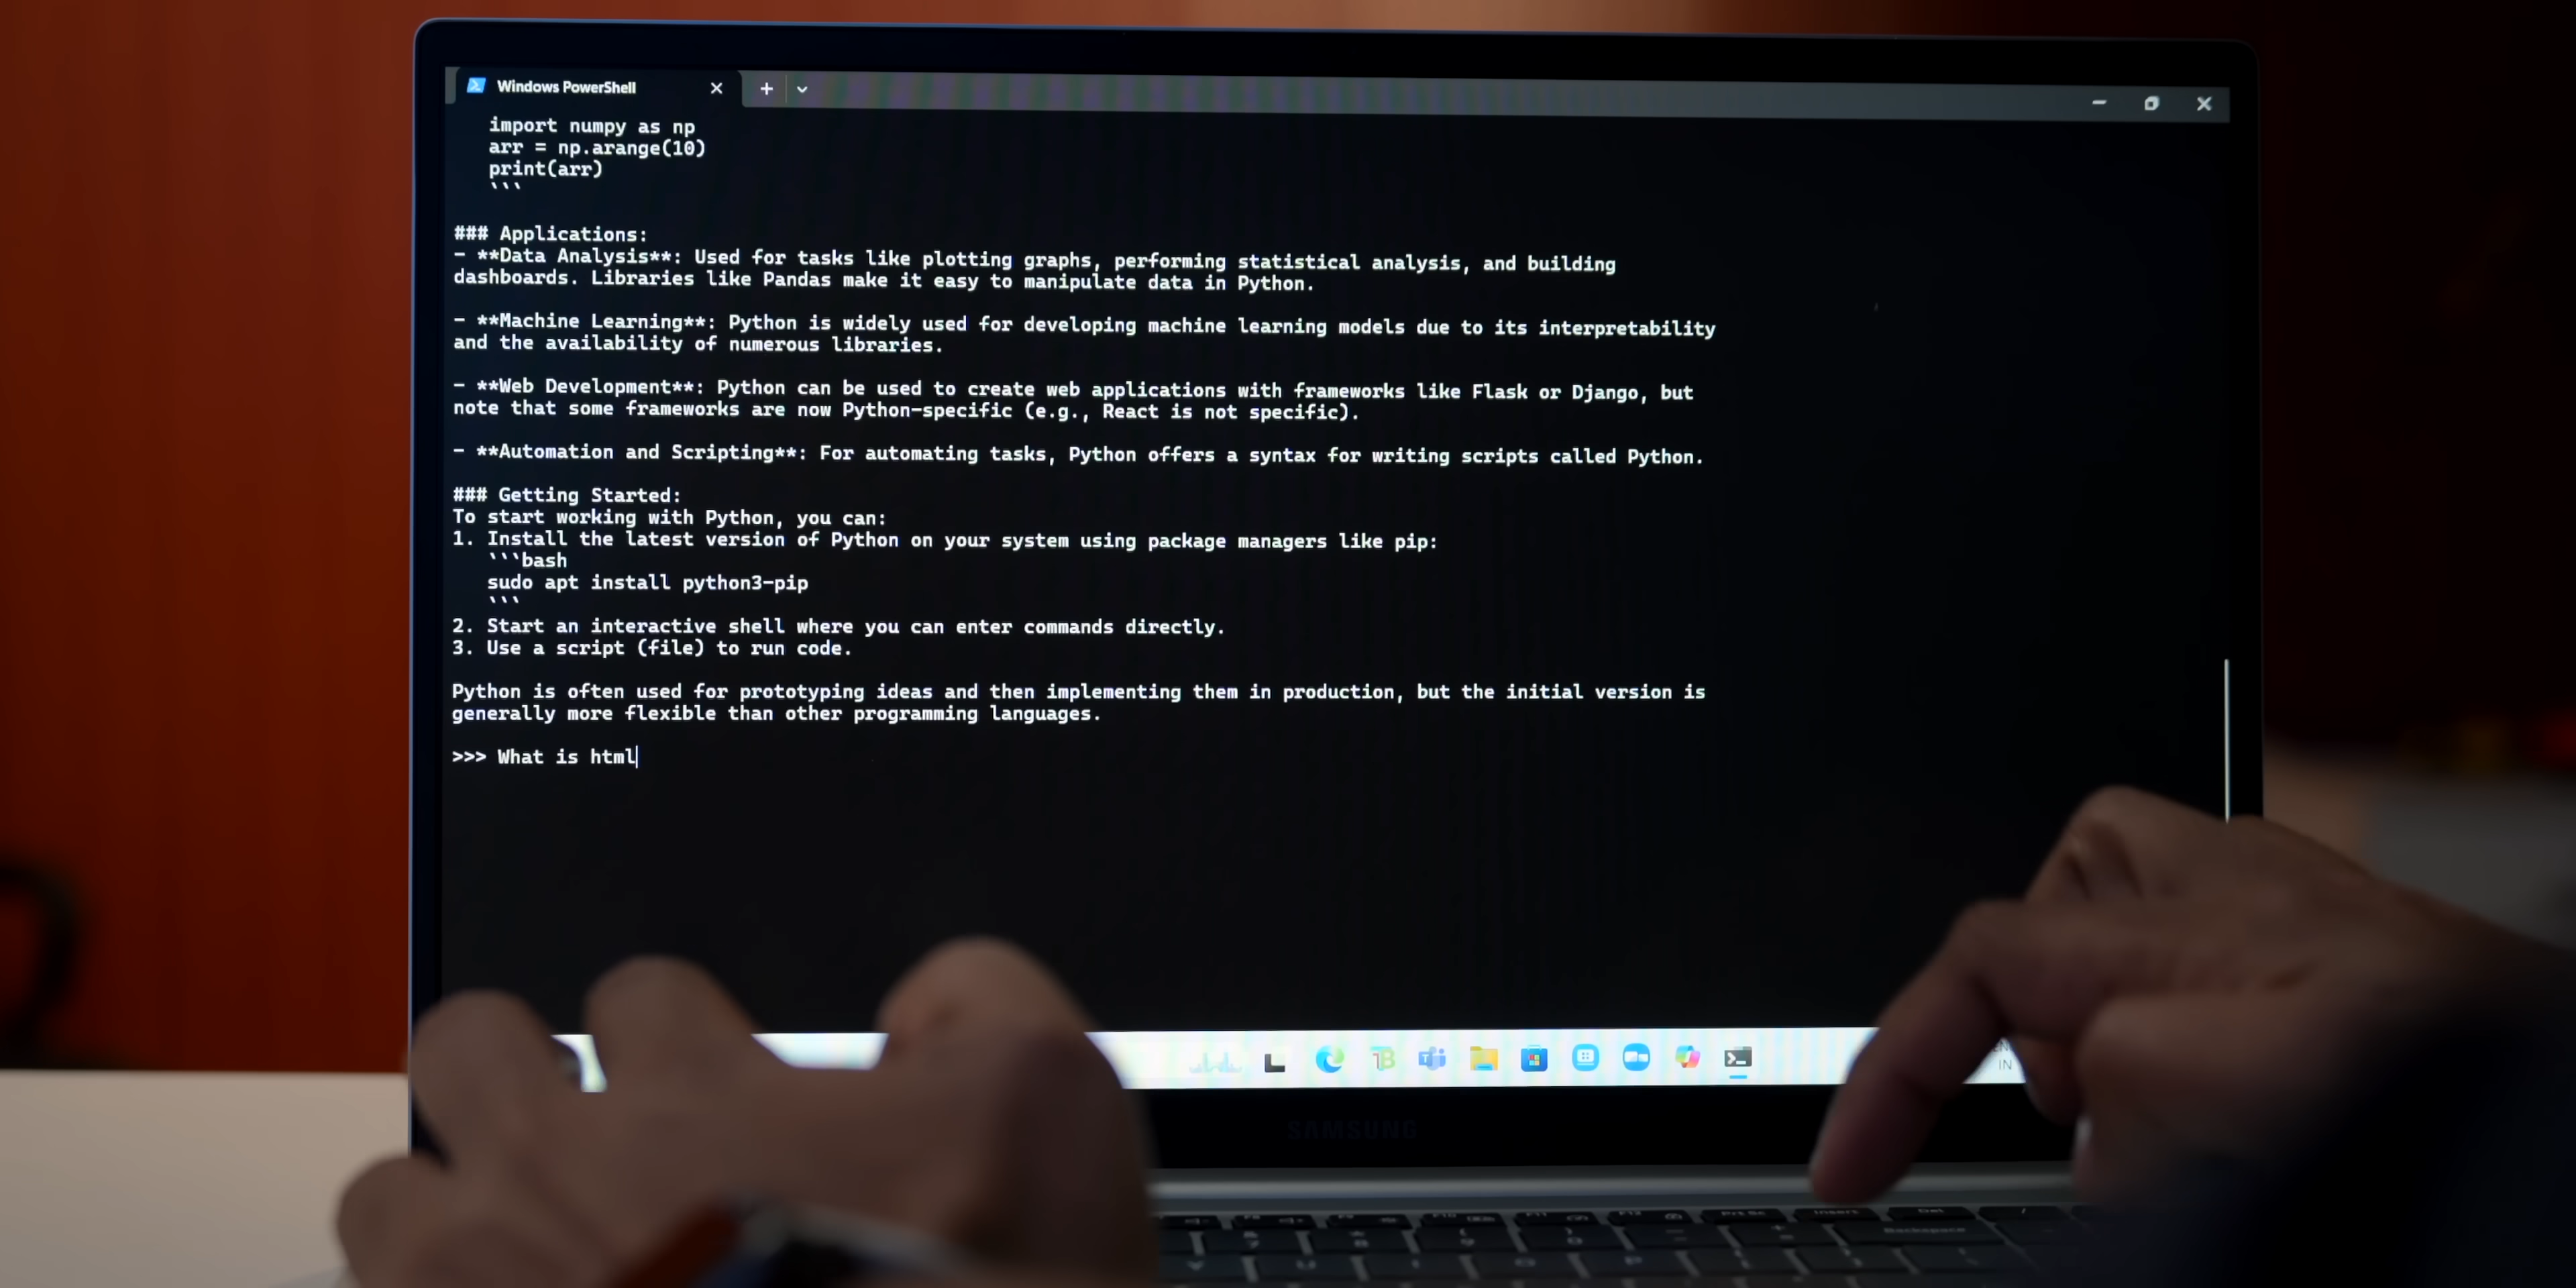 Windows PowerShell
import numpy as np
arr = np.arange(10)
print(arr)
```
### Applications:
- **Data Analysis**: Used for tasks like plotting graphs, performing statistical analysis, and building
dashboards. Libraries like Pandas make it easy to manipulate data in Python.
- **Machine Learning**: Python is widely used for developing machine learning models due to its interpretability
and the availability of numerous libraries.
- **Web Development**: Python can be used to create web applications with frameworks like Flask or Django, but
note that some frameworks are now Python-specific (e.g., React is not specific).
- **Automation and Scripting**: For automating tasks, Python offers a syntax for writing scripts called Python.
### Getting Started:
To start working with Python, you can:
1. Install the latest version of Python on your system using package managers like pip:
```bash
sudo apt install python3-pip
```
2. Start an interactive shell where you can enter commands directly.
3. Use a script (file) to run code.
Python is often used for prototyping ideas and then implementing them in production, but the initial version is
generally more flexible than other programming languages.
>>> What is html
IN
SAMSUNG
Insert
Backspace